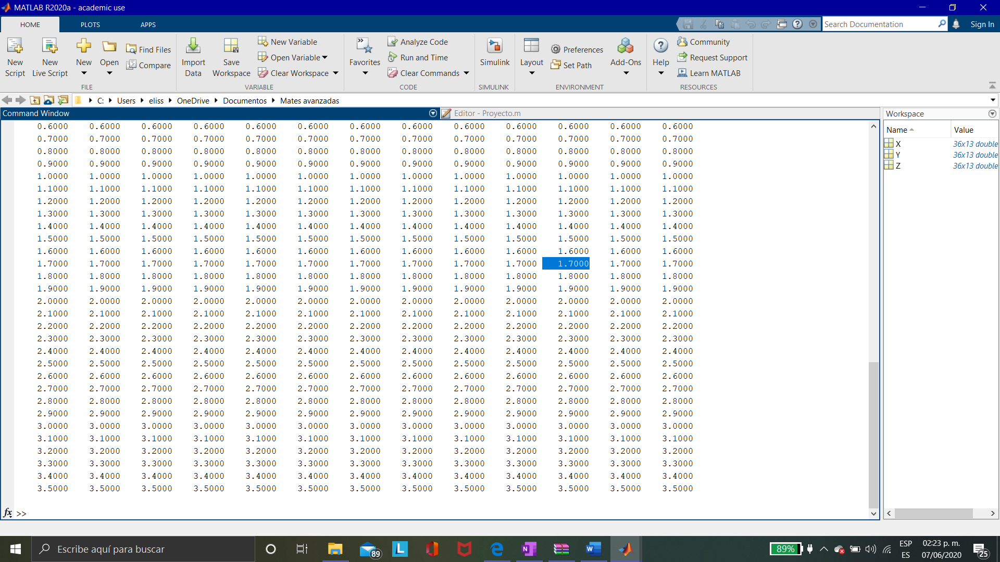 MATLAB R2020a - academic use
HOME PLOTS APPS
Search Documentation
Sign In
New Script
New Live Script
New
Open
Find Files
Compare
FILE
Import Data
Save Workspace
New Variable
Open Variable
Clear Workspace
VARIABLE
Favorites
Analyze Code
Run and Time
Clear Commands
CODE
Simulink
SIMULINK
Layout
Preferences
Set Path
Add-Ons
ENVIRONMENT
Help
Community
Request Support
Learn MATLAB
RESOURCES
C: Users eliss OneDrive Documentos Mates avanzadas
Command Window
Editor - Proyecto.m
0.6000 0.6000 0.6000 0.6000 0.6000 0.6000 0.6000 0.6000 0.6000 0.6000 0.6000 0.6000 0.6000
0.7000 0.7000 0.7000 0.7000 0.7000 0.7000 0.7000 0.7000 0.7000 0.7000 0.7000 0.7000 0.7000
0.8000 0.8000 0.8000 0.8000 0.8000 0.8000 0.8000 0.8000 0.8000 0.8000 0.8000 0.8000 0.8000
0.9000 0.9000 0.9000 0.9000 0.9000 0.9000 0.9000 0.9000 0.9000 0.9000 0.9000 0.9000 0.9000
1.0000 1.0000 1.0000 1.0000 1.0000 1.0000 1.0000 1.0000 1.0000 1.0000 1.0000 1.0000 1.0000
1.1000 1.1000 1.1000 1.1000 1.1000 1.1000 1.1000 1.1000 1.1000 1.1000 1.1000 1.1000 1.1000
1.2000 1.2000 1.2000 1.2000 1.2000 1.2000 1.2000 1.2000 1.2000 1.2000 1.2000 1.2000 1.2000
1.3000 1.3000 1.3000 1.3000 1.3000 1.3000 1.3000 1.3000 1.3000 1.3000 1.3000 1.3000 1.3000
1.4000 1.4000 1.4000 1.4000 1.4000 1.4000 1.4000 1.4000 1.4000 1.4000 1.4000 1.4000 1.4000
1.5000 1.5000 1.5000 1.5000 1.5000 1.5000 1.5000 1.5000 1.5000 1.5000 1.5000 1.5000 1.5000
1.6000 1.6000 1.6000 1.6000 1.6000 1.6000 1.6000 1.6000 1.6000 1.6000 1.6000 1.6000 1.6000
1.7000 1.7000 1.7000 1.7000 1.7000 1.7000 1.7000 1.7000 1.7000 1.7000 1.7000 1.7000 1.7000
1.8000 1.8000 1.8000 1.8000 1.8000 1.8000 1.8000 1.8000 1.8000 1.8000 1.8000 1.8000 1.8000
1.9000 1.9000 1.9000 1.9000 1.9000 1.9000 1.9000 1.9000 1.9000 1.9000 1.9000 1.9000 1.9000
2.0000 2.0000 2.0000 2.0000 2.0000 2.0000 2.0000 2.0000 2.0000 2.0000 2.0000 2.0000 2.0000
2.1000 2.1000 2.1000 2.1000 2.1000 2.1000 2.1000 2.1000 2.1000 2.1000 2.1000 2.1000 2.1000
2.2000 2.2000 2.2000 2.2000 2.2000 2.2000 2.2000 2.2000 2.2000 2.2000 2.2000 2.2000 2.2000
2.3000 2.3000 2.3000 2.3000 2.3000 2.3000 2.3000 2.3000 2.3000 2.3000 2.3000 2.3000 2.3000
2.4000 2.4000 2.4000 2.4000 2.4000 2.4000 2.4000 2.4000 2.4000 2.4000 2.4000 2.4000 2.4000
2.5000 2.5000 2.5000 2.5000 2.5000 2.5000 2.5000 2.5000 2.5000 2.5000 2.5000 2.5000 2.5000
2.6000 2.6000 2.6000 2.6000 2.6000 2.6000 2.6000 2.6000 2.6000 2.6000 2.6000 2.6000 2.6000
2.7000 2.7000 2.7000 2.7000 2.7000 2.7000 2.7000 2.7000 2.7000 2.7000 2.7000 2.7000 2.7000
2.8000 2.8000 2.8000 2.8000 2.8000 2.8000 2.8000 2.8000 2.8000 2.8000 2.8000 2.8000 2.8000
2.9000 2.9000 2.9000 2.9000 2.9000 2.9000 2.9000 2.9000 2.9000 2.9000 2.9000 2.9000 2.9000
3.0000 3.0000 3.0000 3.0000 3.0000 3.0000 3.0000 3.0000 3.0000 3.0000 3.0000 3.0000 3.0000
3.1000 3.1000 3.1000 3.1000 3.1000 3.1000 3.1000 3.1000 3.1000 3.1000 3.1000 3.1000 3.1000
3.2000 3.2000 3.2000 3.2000 3.2000 3.2000 3.2000 3.2000 3.2000 3.2000 3.2000 3.2000 3.2000
3.3000 3.3000 3.3000 3.3000 3.3000 3.3000 3.3000 3.3000 3.3000 3.3000 3.3000 3.3000 3.3000
3.4000 3.4000 3.4000 3.4000 3.4000 3.4000 3.4000 3.4000 3.4000 3.4000 3.4000 3.4000 3.4000
3.5000 3.5000 3.5000 3.5000 3.5000 3.5000 3.5000 3.5000 3.5000 3.5000 3.5000 3.5000 3.5000
fx >>
Workspace
Name Value
X 36x13 double
Y 36x13 double
Z 36x13 double
Escribe aquí para buscar
89
89%
ESP
ES
02:23 p. m.
07/06/2020
25